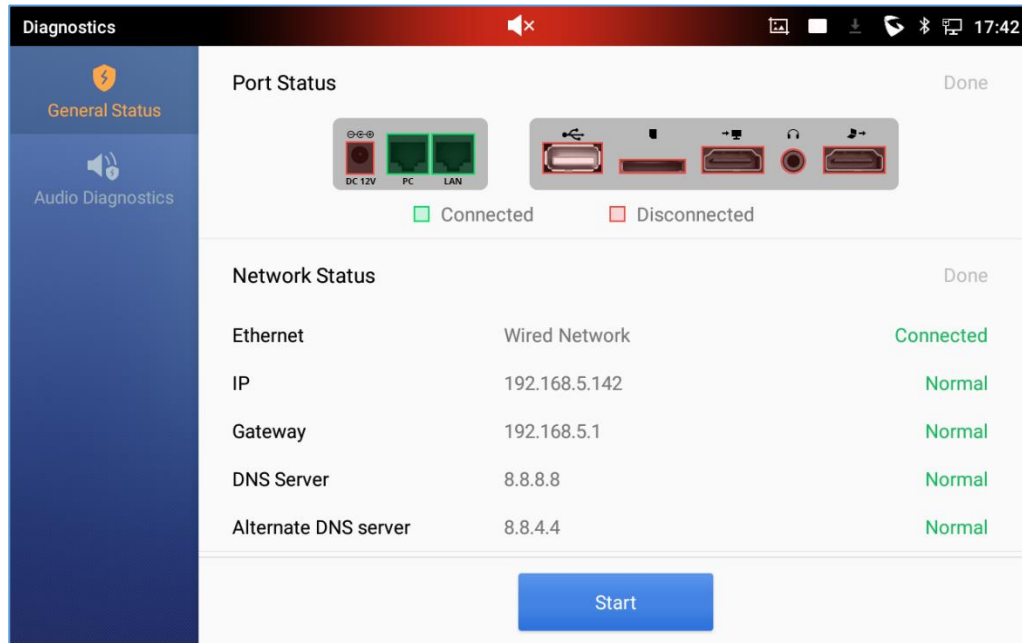 Diagnostics 17:42
General Status
Audio Diagnostics
Port Status Done
DC 12V PC LAN
Connected Disconnected
Network Status Done
Ethernet Wired Network Connected
IP 192.168.5.142 Normal
Gateway 192.168.5.1 Normal
DNS Server 8.8.8.8 Normal
Alternate DNS server 8.8.4.4 Normal
Start